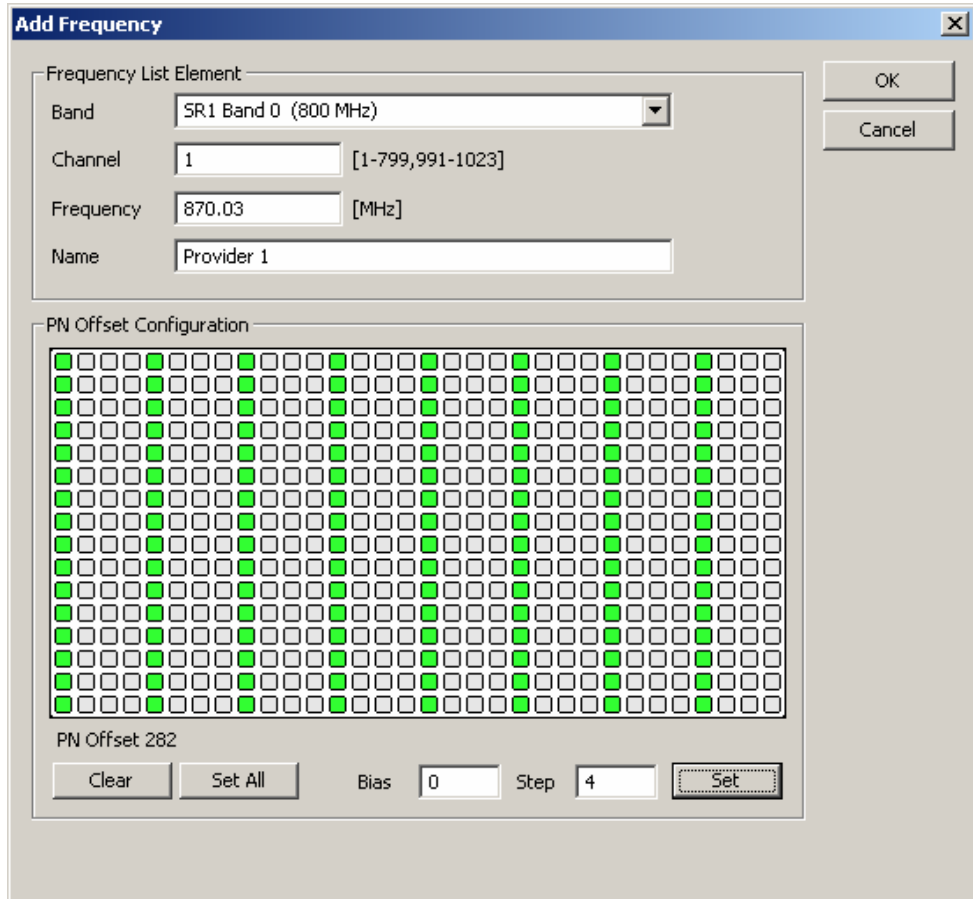 Add Frequency
Frequency List Element
OK
Band SR1 Band 0 (800 MHz)
Cancel
Channel 1 [1-799,991-1023]
Frequency 870.03 [MHz]
Name Provider 1
PN Offset Configuration
PN Offset 282
Clear Set All Bias 0 Step 4 Set